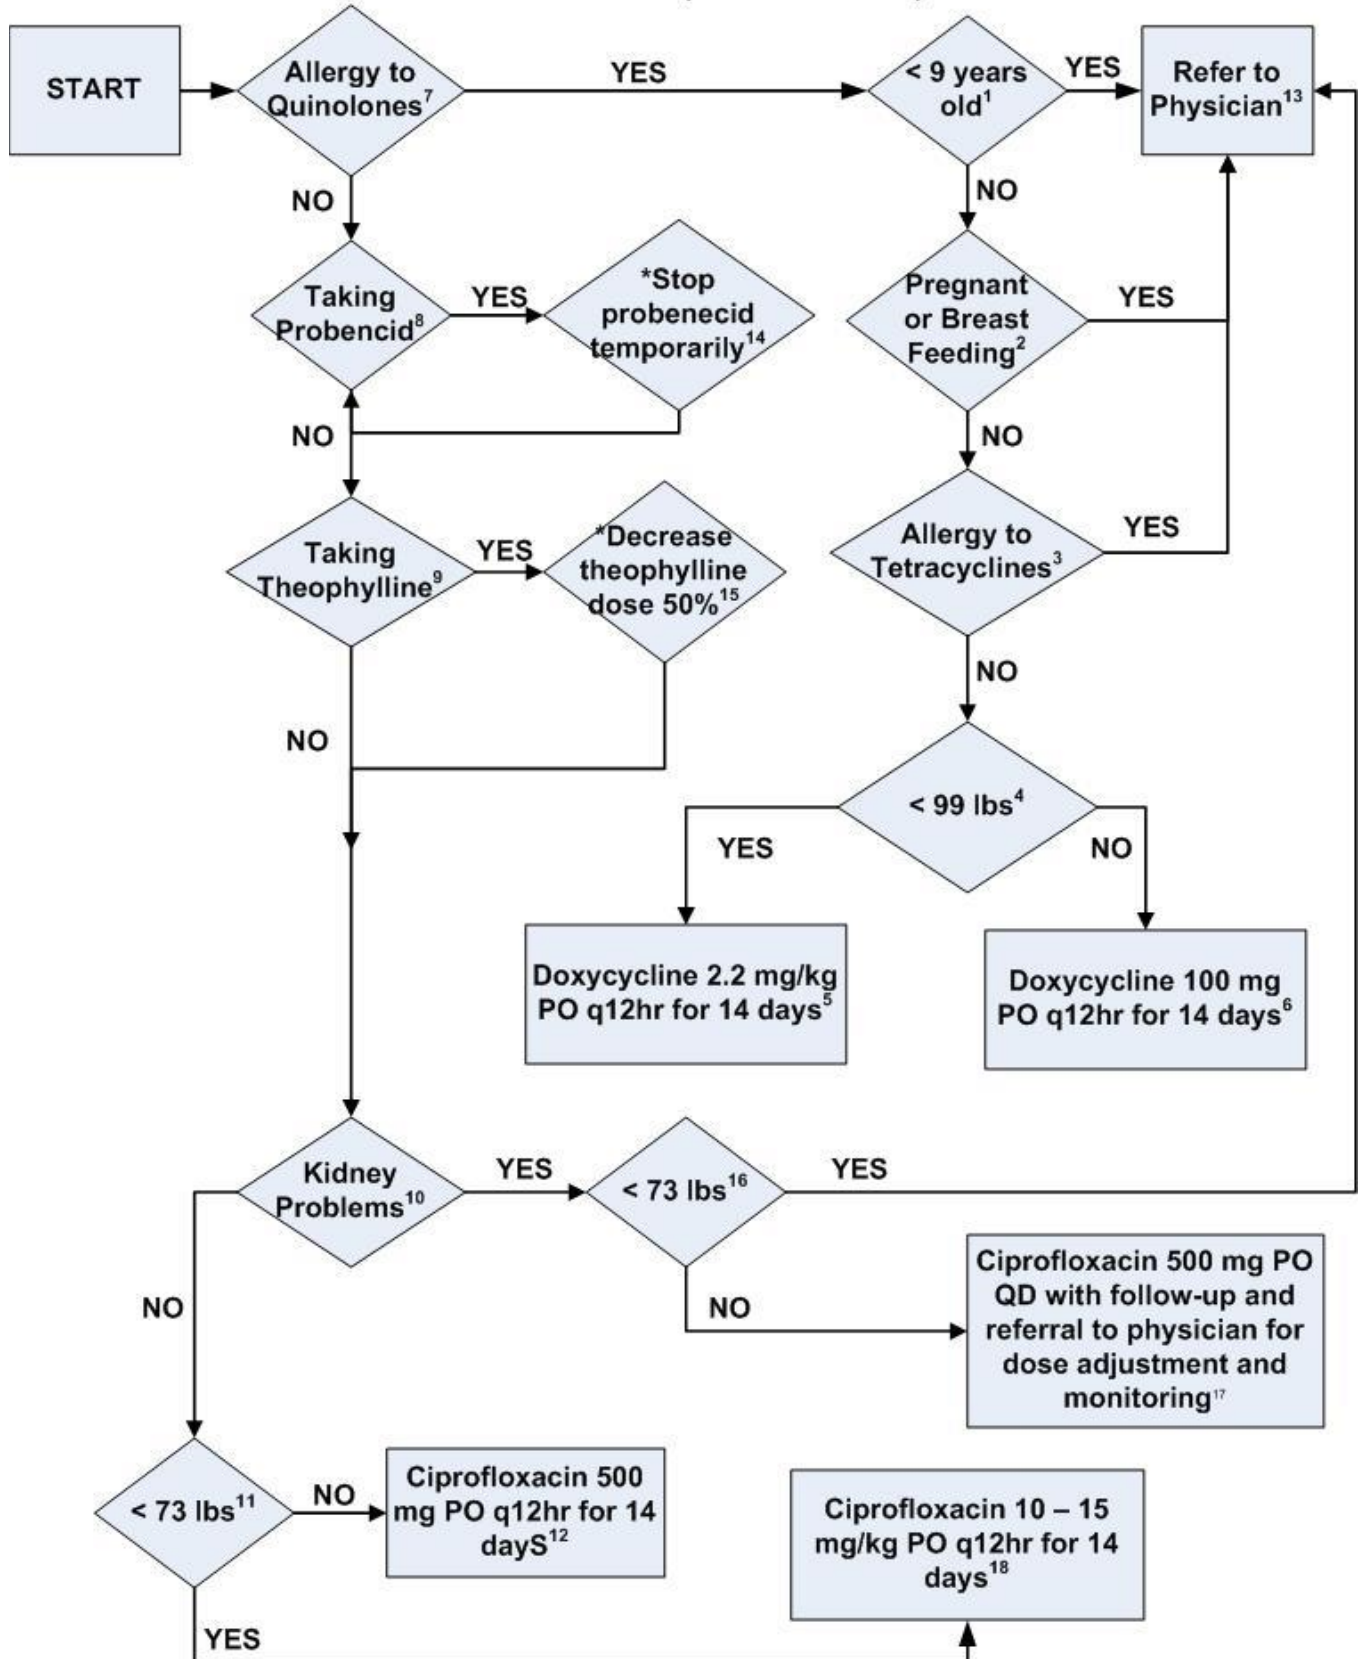 START
Allergy to
Quinolones7
YES
< 9 years
old1
YES
Refer to
Physician13
NO
NO
Taking
Probencid8
YES
*Stop
probenecid
temporarily14
Pregnant
or Breast
Feeding2
YES
NO
NO
Taking
Theophylline9
YES
*Decrease
theophylline
dose 50%15
Allergy to
Tetracyclines3
YES
NO
NO
< 99 lbs4
YES
NO
Doxycycline 2.2 mg/kg
PO q12hr for 14 days5
Doxycycline 100 mg
PO q12hr for 14 days6
Kidney
Problems10
YES
< 73 lbs16
YES
NO
NO
Ciprofloxacin 500 mg PO
QD with follow-up and
referral to physician for
dose adjustment and
monitoring17
< 73 lbs11
NO
Ciprofloxacin 500
mg PO q12hr for 14
dayS12
Ciprofloxacin 10 – 15
mg/kg PO q12hr for 14
days18
YES